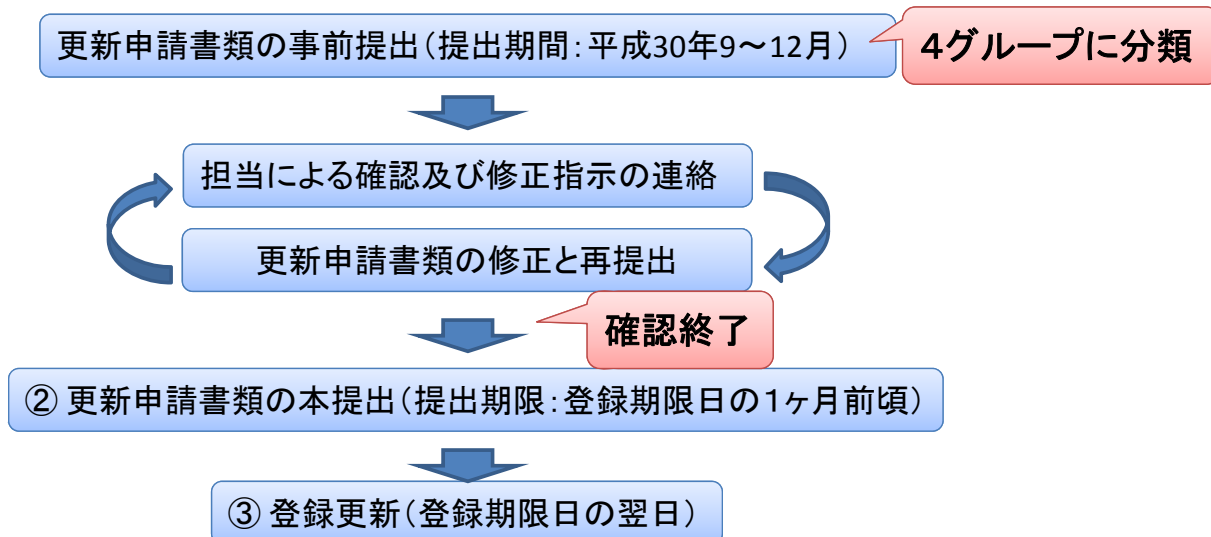 更新申請書類の事前提出(提出期間:平成30年9～12月)
4グループに分類
担当による確認及び修正指示の連絡
更新申請書類の修正と再提出
確認終了
② 更新申請書類の本提出(提出期限:登録期限日の1ヶ月前頃)
③ 登録更新(登録期限日の翌日)